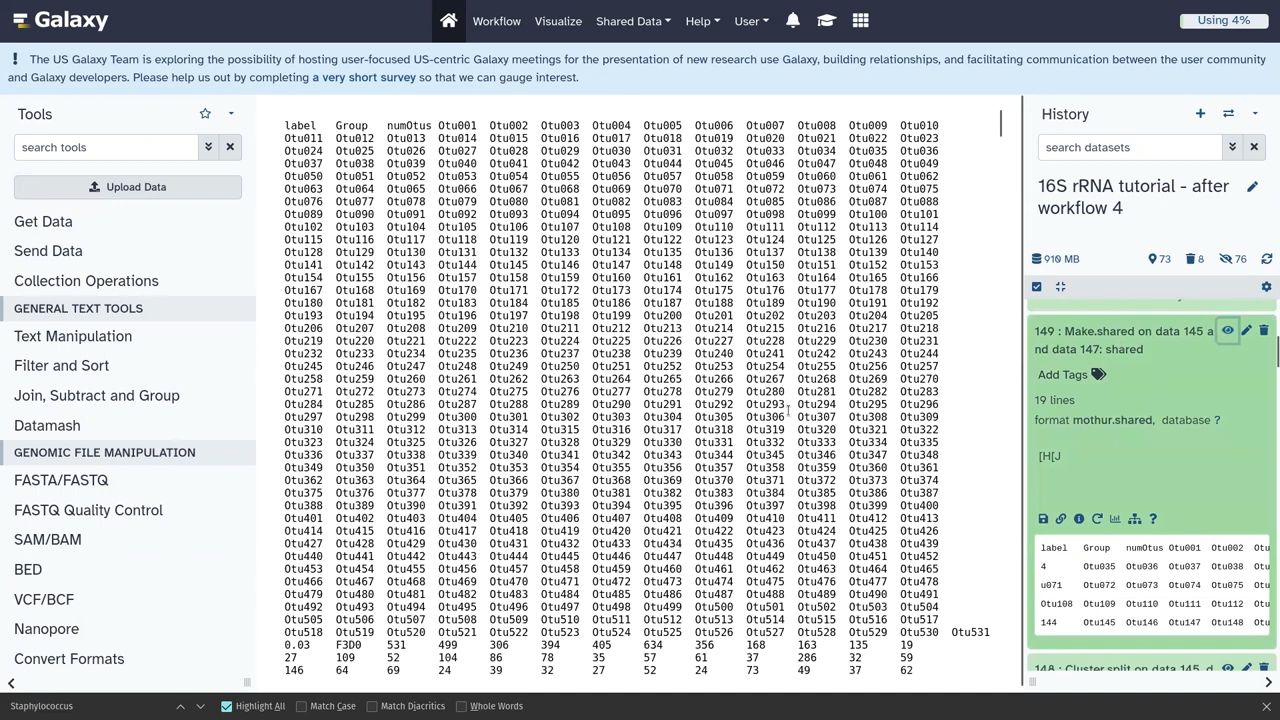 Galaxy
Workflow Visualize Shared Data Help User
Using 4%
! The US Galaxy Team is exploring the possibility of hosting user-focused US-centric Galaxy meetings for the presentation of new research use Galaxy, building relationships, and facilitating communication between the user community
and Galaxy developers. Please help us out by completing a very short survey so that we can gauge interest.
Tools
search tools
Upload Data
Get Data
Send Data
Collection Operations
GENERAL TEXT TOOLS
Text Manipulation
Filter and Sort
Join, Subtract and Group
Datamash
GENOMIC FILE MANIPULATION
FASTA/FASTQ
FASTQ Quality Control
SAM/BAM
BED
VCF/BCF
Nanopore
Convert Formats
label Group numOtus Otu001 Otu002 Otu003 Otu004 Otu005 Otu006 Otu007 Otu008 Otu009 Otu010
Otu011 Otu012 Otu013 Otu014 Otu015 Otu016 Otu017 Otu018 Otu019 Otu020 Otu021 Otu022 Otu023
Otu024 Otu025 Otu026 Otu027 Otu028 Otu029 Otu030 Otu031 Otu032 Otu033 Otu034 Otu035 Otu036
Otu037 Otu038 Otu039 Otu040 Otu041 Otu042 Otu043 Otu044 Otu045 Otu046 Otu047 Otu048 Otu049
Otu050 Otu051 Otu052 Otu053 Otu054 Otu055 Otu056 Otu057 Otu058 Otu059 Otu060 Otu061 Otu062
Otu063 Otu064 Otu065 Otu066 Otu067 Otu068 Otu069 Otu070 Otu071 Otu072 Otu073 Otu074 Otu075
Otu076 Otu077 Otu078 Otu079 Otu080 Otu081 Otu082 Otu083 Otu084 Otu085 Otu086 Otu087 Otu088
Otu089 Otu090 Otu091 Otu092 Otu093 Otu094 Otu095 Otu096 Otu097 Otu098 Otu099 Otu100 Otu101
Otu102 Otu103 Otu104 Otu105 Otu106 Otu107 Otu108 Otu109 Otu110 Otu111 Otu112 Otu113 Otu114
Otu115 Otu116 Otu117 Otu118 Otu119 Otu120 Otu121 Otu122 Otu123 Otu124 Otu125 Otu126 Otu127
Otu128 Otu129 Otu130 Otu131 Otu132 Otu133 Otu134 Otu135 Otu136 Otu137 Otu138 Otu139 Otu140
Otu141 Otu142 Otu143 Otu144 Otu145 Otu146 Otu147 Otu148 Otu149 Otu150 Otu151 Otu152 Otu153
Otu154 Otu155 Otu156 Otu157 Otu158 Otu159 Otu160 Otu161 Otu162 Otu163 Otu164 Otu165 Otu166
Otu167 Otu168 Otu169 Otu170 Otu171 Otu172 Otu173 Otu174 Otu175 Otu176 Otu177 Otu178 Otu179
Otu180 Otu181 Otu182 Otu183 Otu184 Otu185 Otu186 Otu187 Otu188 Otu189 Otu190 Otu191 Otu192
Otu193 Otu194 Otu195 Otu196 Otu197 Otu198 Otu199 Otu200 Otu201 Otu202 Otu203 Otu204 Otu205
Otu206 Otu207 Otu208 Otu209 Otu210 Otu211 Otu212 Otu213 Otu214 Otu215 Otu216 Otu217 Otu218
Otu219 Otu220 Otu221 Otu222 Otu223 Otu224 Otu225 Otu226 Otu227 Otu228 Otu229 Otu230 Otu231
Otu232 Otu233 Otu234 Otu235 Otu236 Otu237 Otu238 Otu239 Otu240 Otu241 Otu242 Otu243 Otu244
Otu245 Otu246 Otu247 Otu248 Otu249 Otu250 Otu251 Otu252 Otu253 Otu254 Otu255 Otu256 Otu257
Otu258 Otu259 Otu260 Otu261 Otu262 Otu263 Otu264 Otu265 Otu266 Otu267 Otu268 Otu269 Otu270
Otu271 Otu272 Otu273 Otu274 Otu275 Otu276 Otu277 Otu278 Otu279 Otu280 Otu281 Otu282 Otu283
Otu284 Otu285 Otu286 Otu287 Otu288 Otu289 Otu290 Otu291 Otu292 Otu293 Otu294 Otu295 Otu296
Otu297 Otu298 Otu299 Otu300 Otu301 Otu302 Otu303 Otu304 Otu305 Otu306 Otu307 Otu308 Otu309
Otu310 Otu311 Otu312 Otu313 Otu314 Otu315 Otu316 Otu317 Otu318 Otu319 Otu320 Otu321 Otu322
Otu323 Otu324 Otu325 Otu326 Otu327 Otu328 Otu329 Otu330 Otu331 Otu332 Otu333 Otu334 Otu335
Otu336 Otu337 Otu338 Otu339 Otu340 Otu341 Otu342 Otu343 Otu344 Otu345 Otu346 Otu347 Otu348
Otu349 Otu350 Otu351 Otu352 Otu353 Otu354 Otu355 Otu356 Otu357 Otu358 Otu359 Otu360 Otu361
Otu362 Otu363 Otu364 Otu365 Otu366 Otu367 Otu368 Otu369 Otu370 Otu371 Otu372 Otu373 Otu374
Otu375 Otu376 Otu377 Otu378 Otu379 Otu380 Otu381 Otu382 Otu383 Otu384 Otu385 Otu386 Otu387
Otu388 Otu389 Otu390 Otu391 Otu392 Otu393 Otu394 Otu395 Otu396 Otu397 Otu398 Otu399 Otu400
Otu401 Otu402 Otu403 Otu404 Otu405 Otu406 Otu407 Otu408 Otu409 Otu410 Otu411 Otu412 Otu413
Otu414 Otu415 Otu416 Otu417 Otu418 Otu419 Otu420 Otu421 Otu422 Otu423 Otu424 Otu425 Otu426
Otu427 Otu428 Otu429 Otu430 Otu431 Otu432 Otu433 Otu434 Otu435 Otu436 Otu437 Otu438 Otu439
Otu440 Otu441 Otu442 Otu443 Otu444 Otu445 Otu446 Otu447 Otu448 Otu449 Otu450 Otu451 Otu452
Otu453 Otu454 Otu455 Otu456 Otu457 Otu458 Otu459 Otu460 Otu461 Otu462 Otu463 Otu464 Otu465
Otu466 Otu467 Otu468 Otu469 Otu470 Otu471 Otu472 Otu473 Otu474 Otu475 Otu476 Otu477 Otu478
Otu479 Otu480 Otu481 Otu482 Otu483 Otu484 Otu485 Otu486 Otu487 Otu488 Otu489 Otu490 Otu491
Otu492 Otu493 Otu494 Otu495 Otu496 Otu497 Otu498 Otu499 Otu500 Otu501 Otu502 Otu503 Otu504
Otu505 Otu506 Otu507 Otu508 Otu509 Otu510 Otu511 Otu512 Otu513 Otu514 Otu515 Otu516 Otu517
Otu518 Otu519 Otu520 Otu521 Otu522 Otu523 Otu524 Otu525 Otu526 Otu527 Otu528 Otu529 Otu530 Otu531
0.03 F3D0 531 499 306 394 405 634 356 168 163 135 19
27 109 52 104 86 78 35 57 61 37 286 32 59
146 64 69 24 39 32 27 52 24 73 49 37 62
History
search datasets
16S rRNA tutorial - after
workflow 4
910 MB 73 8 76
149 : Make.shared on data 145 a
nd data 147: shared
Add Tags
19 lines
format mothur.shared, database ?
[H[J
label Group numOtus Otu001 Otu002 Otu
4 Otu035 Otu036 Otu037 Otu038 Otu
u071 Otu072 Otu073 Otu074 Otu075 Otu
Otu108 Otu109 Otu110 Otu111 Otu112 Otu
144 Otu145 Otu146 Otu147 Otu148 Otu
148 : Cluster.split on data 145, d
Staphylococcus Highlight All Match Case Match Diacritics Whole Words